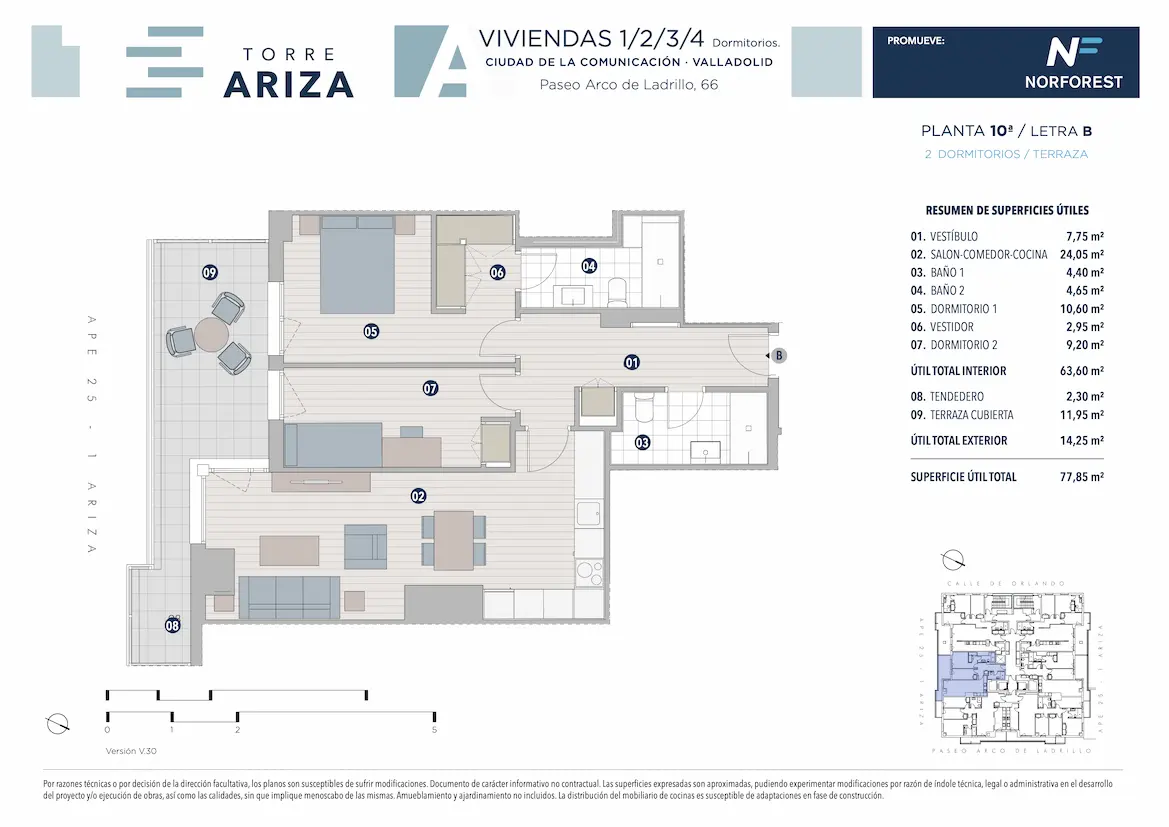 TORRE
ARIZA
VIVIENDAS 1/2/3/4 Dormitorios.
CIUDAD DE LA COMUNICACIÓN · VALLADOLID
Paseo Arco de Ladrillo, 66
PROMUEVE:
NF
NORFOREST
PLANTA 10ª / LETRA B
2 DORMITORIOS / TERRAZA
RESUMEN DE SUPERFICIES ÚTILES
01. VESTÍBULO 7,75 m²
02. SALON-COMEDOR-COCINA 24,05 m²
03. BAÑO 1 4,40 m²
04. BAÑO 2 4,65 m²
05. DORMITORIO 1 10,60 m²
06. VESTIDOR 2,95 m²
07. DORMITORIO 2 9,20 m²
ÚTIL TOTAL INTERIOR 63,60 m²
08. TENDEDERO 2,30 m²
09. TERRAZA CUBIERTA 11,95 m²
ÚTIL TOTAL EXTERIOR 14,25 m²
SUPERFICIE ÚTIL TOTAL 77,85 m²
APE 25 - 1 ARIZA
09
06
04
05
01
B
07
03
02
08
CALLE DE ORLANDO
APE 25 - 1 ARIZA
APE 25 - 1 ARIZA
PASEO ARCO DE LADRILLO
0 1 2 5
Versión V.30
Por razones técnicas o por decisión de la dirección facultativa, los planos son susceptibles de sufrir modificaciones. Documento de carácter informativo no contractual. Las superficies expresadas son aproximadas, pudiendo experimentar modificaciones por razón de índole técnica, legal o administrativa en el desarrollo
del proyecto y/o ejecución de obras, así como las calidades, sin que implique menoscabo de las mismas. Amueblamiento y ajardinamiento no incluidos. La distribución del mobiliario de cocinas es susceptible de adaptaciones en fase de construcción.